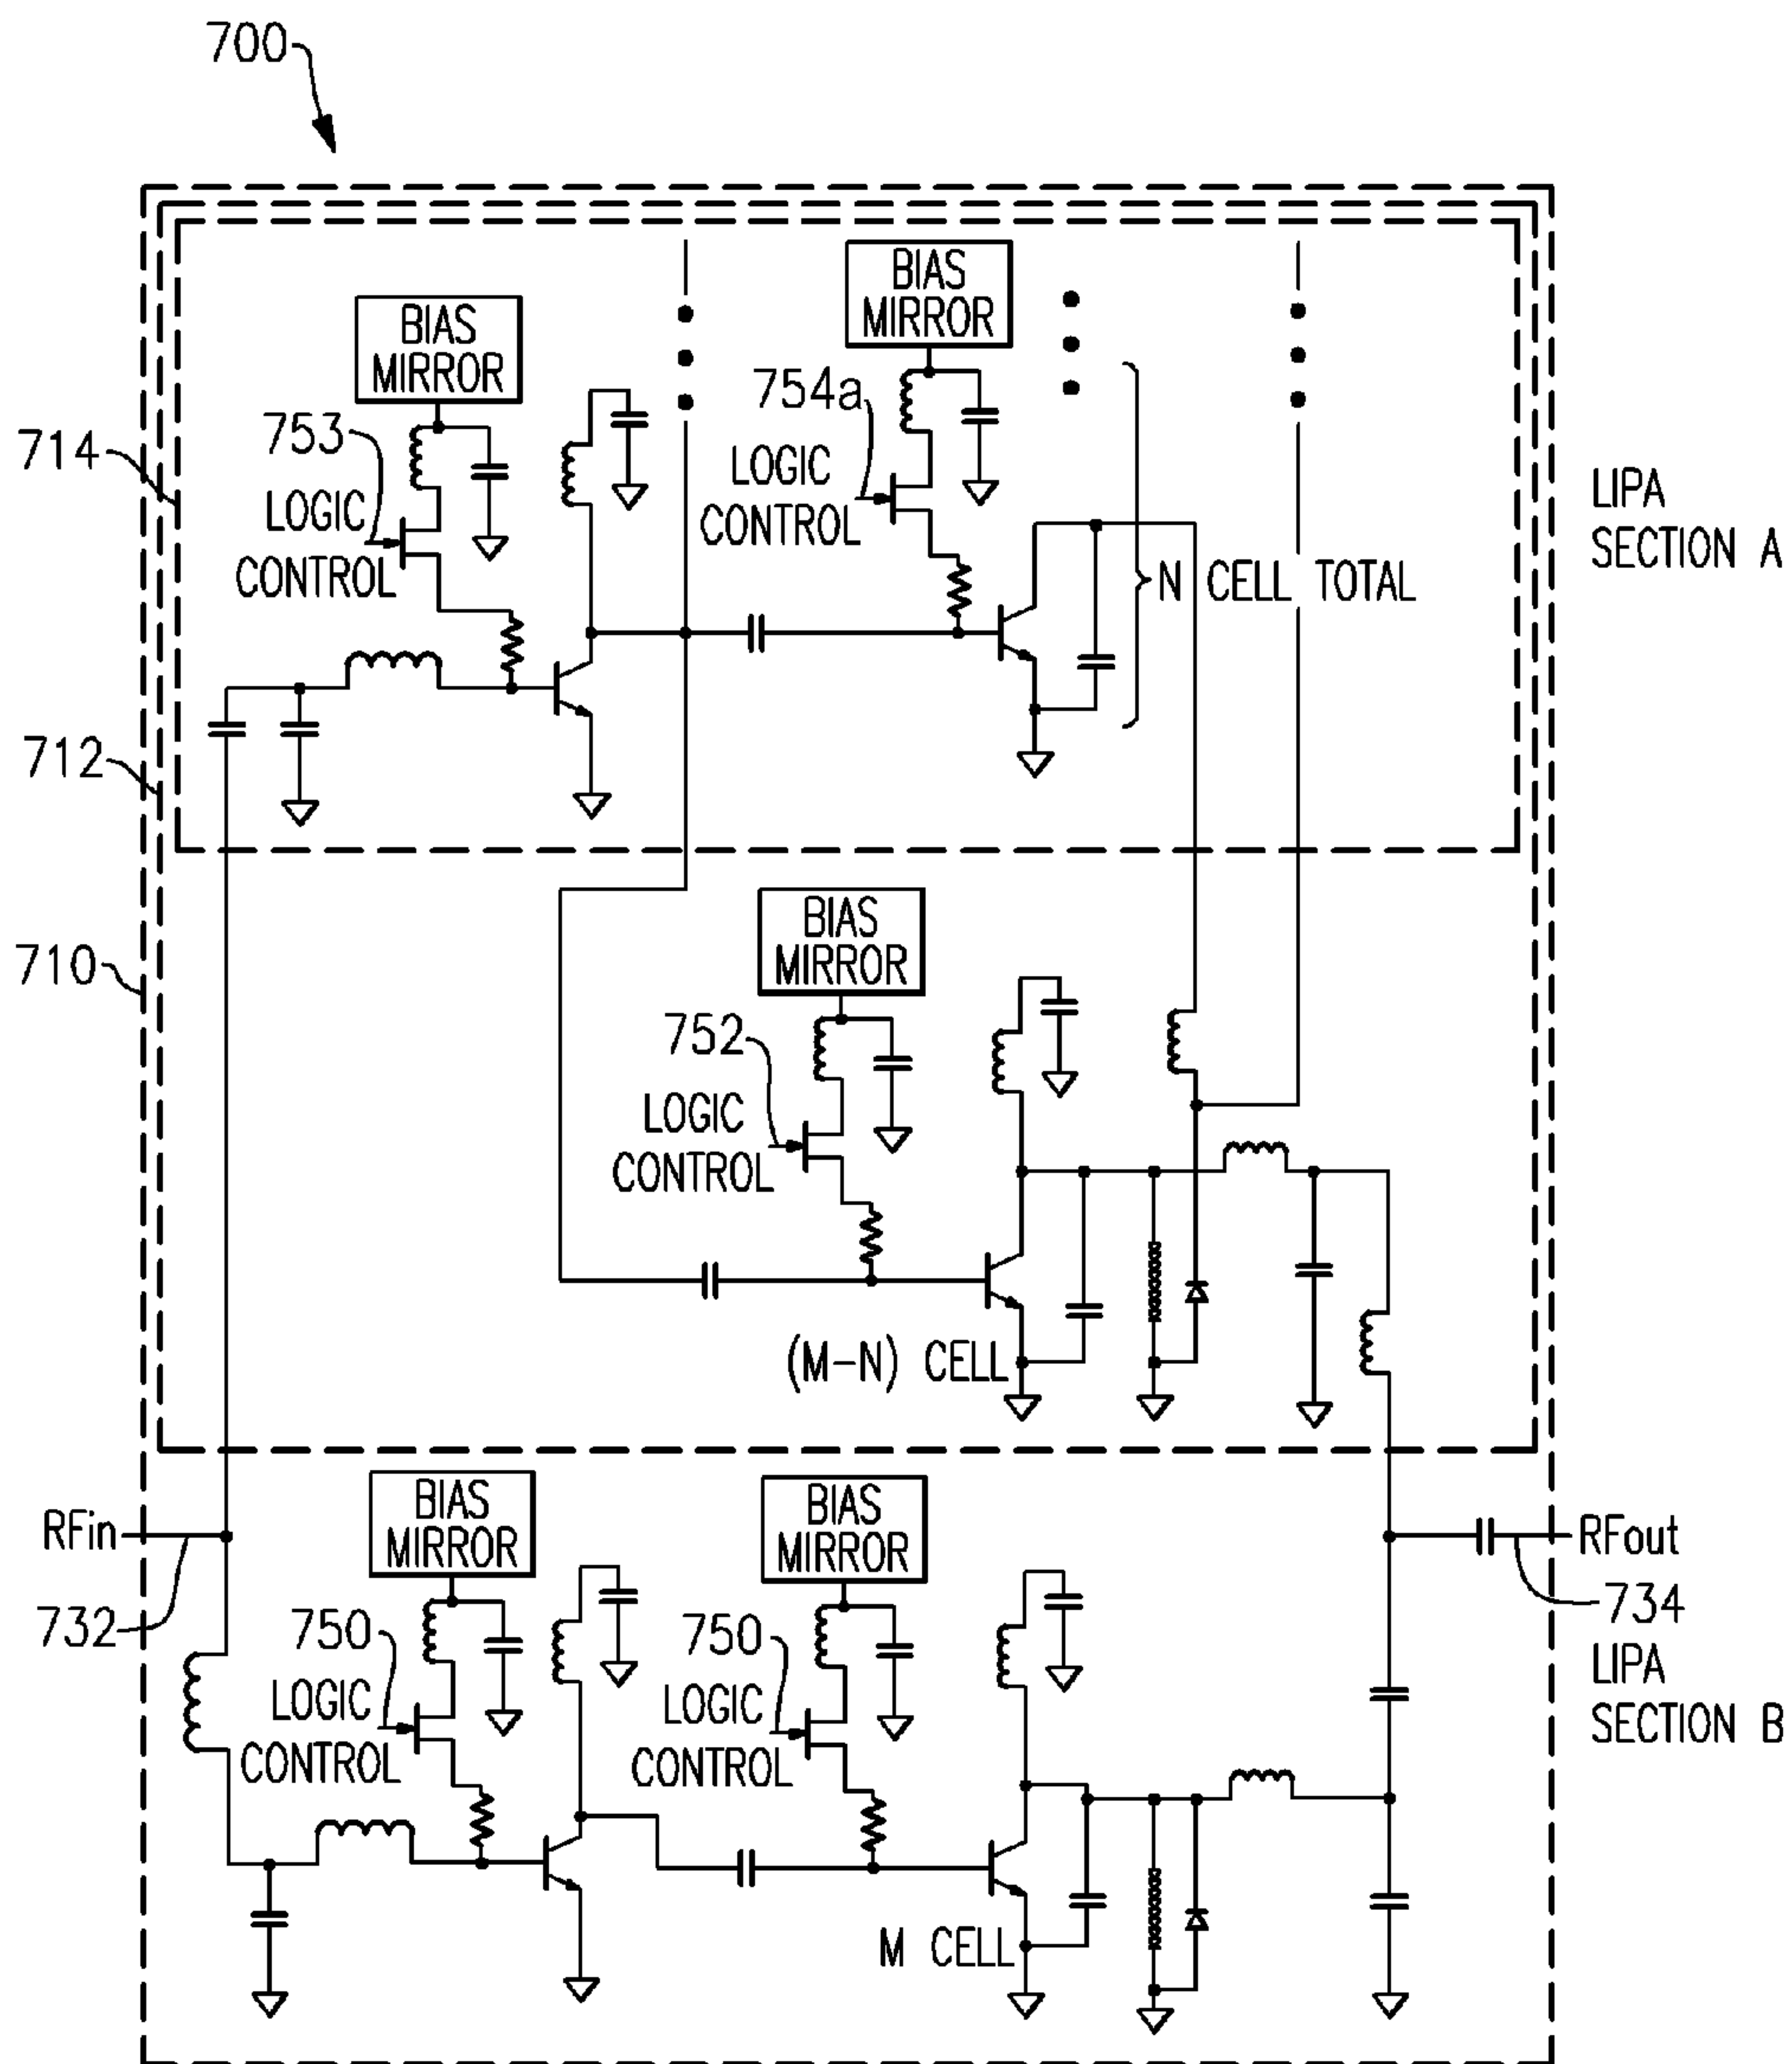 700
BIAS
MIRROR
BIAS
MIRROR
753
754a
714
LOGIC
CONTROL
LOGIC
CONTROL
LIPA
SECTION A
N CELL TOTAL
712
BIAS
MIRROR
710
752
LOGIC
CONTROL
(M-N) CELL
BIAS
MIRROR
BIAS
MIRROR
RFin
RFout
732
750
750
734
LOGIC
CONTROL
LOGIC
CONTROL
LIPA
SECTION B
M CELL